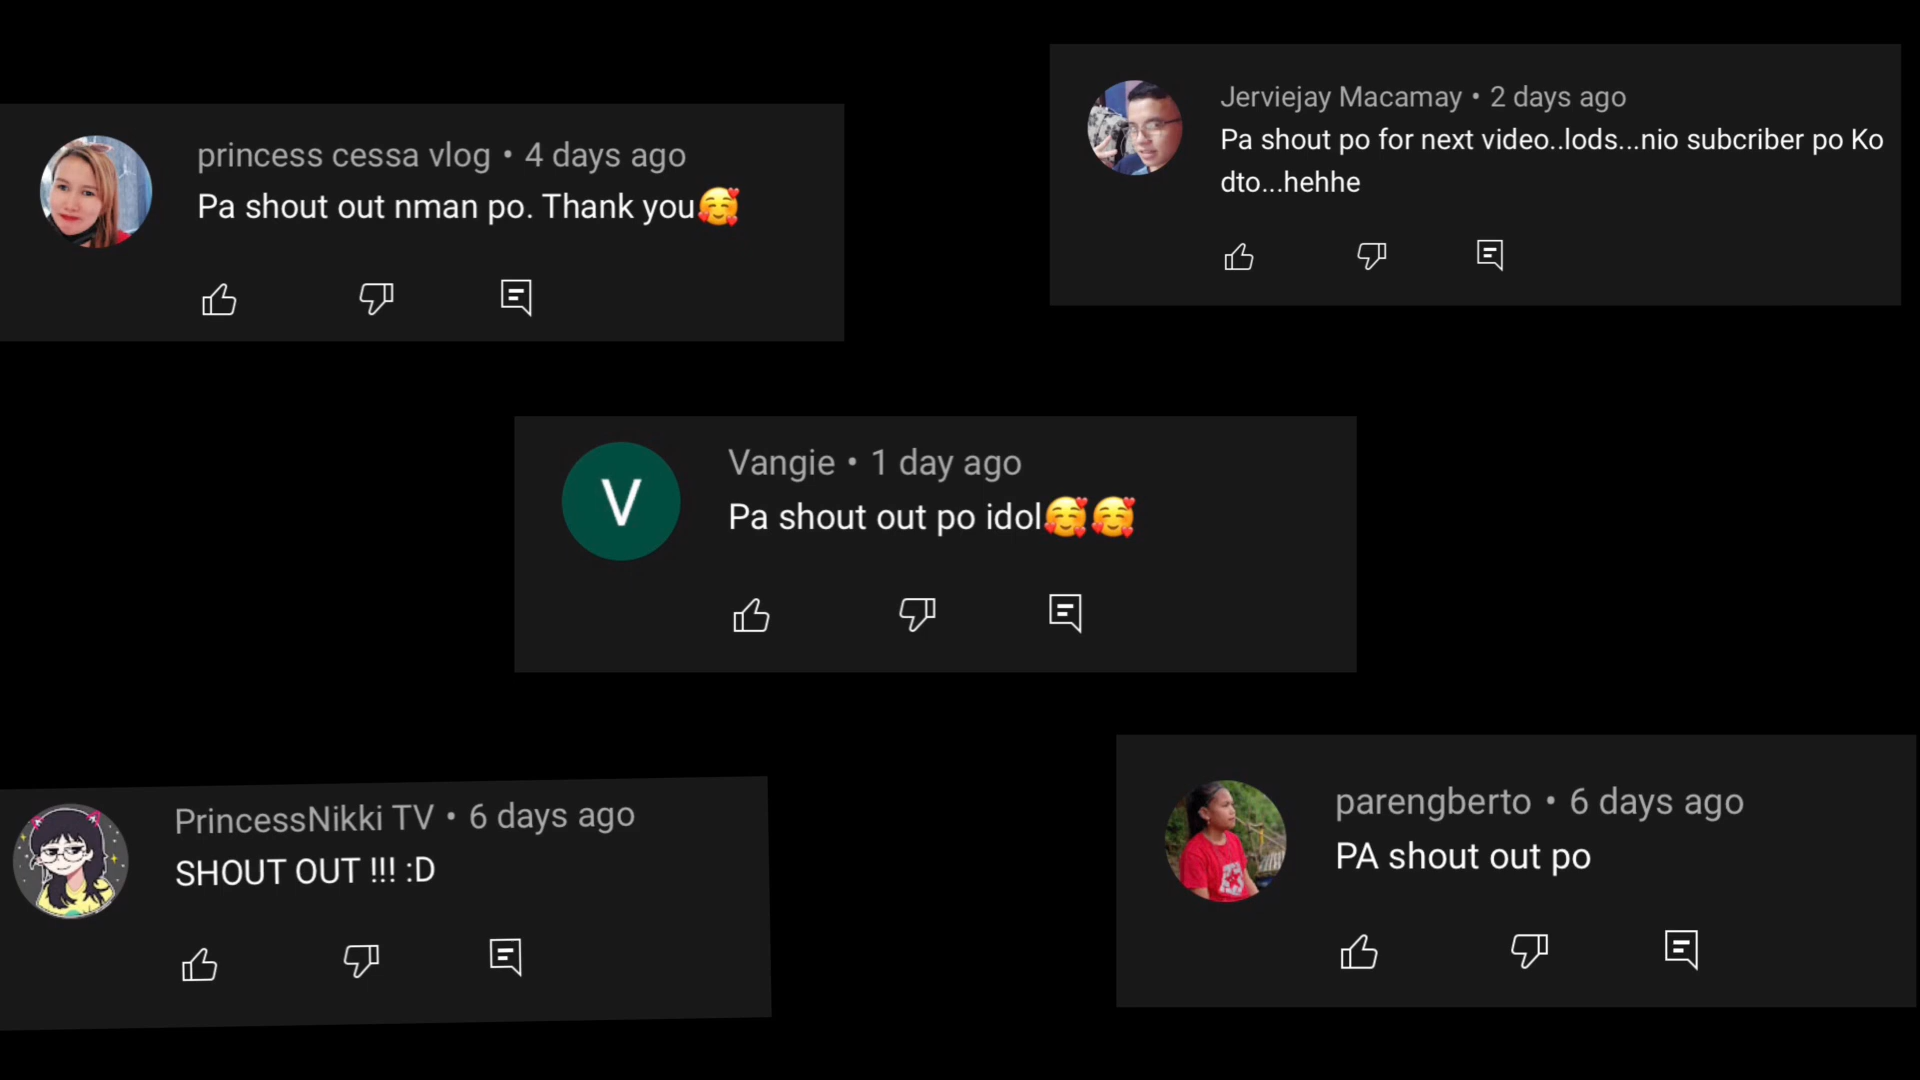 princess cessa vlog • 4 days ago
Pa shout out nman po. Thank you🥰
Jerviejay Macamay • 2 days ago
Pa shout po for next video..lods...nio subcriber po Ko
dto...hehhe
V
Vangie • 1 day ago
Pa shout out po idol🥰🥰
PrincessNikki TV • 6 days ago
SHOUT OUT !!! :D
parengberto • 6 days ago
PA shout out po